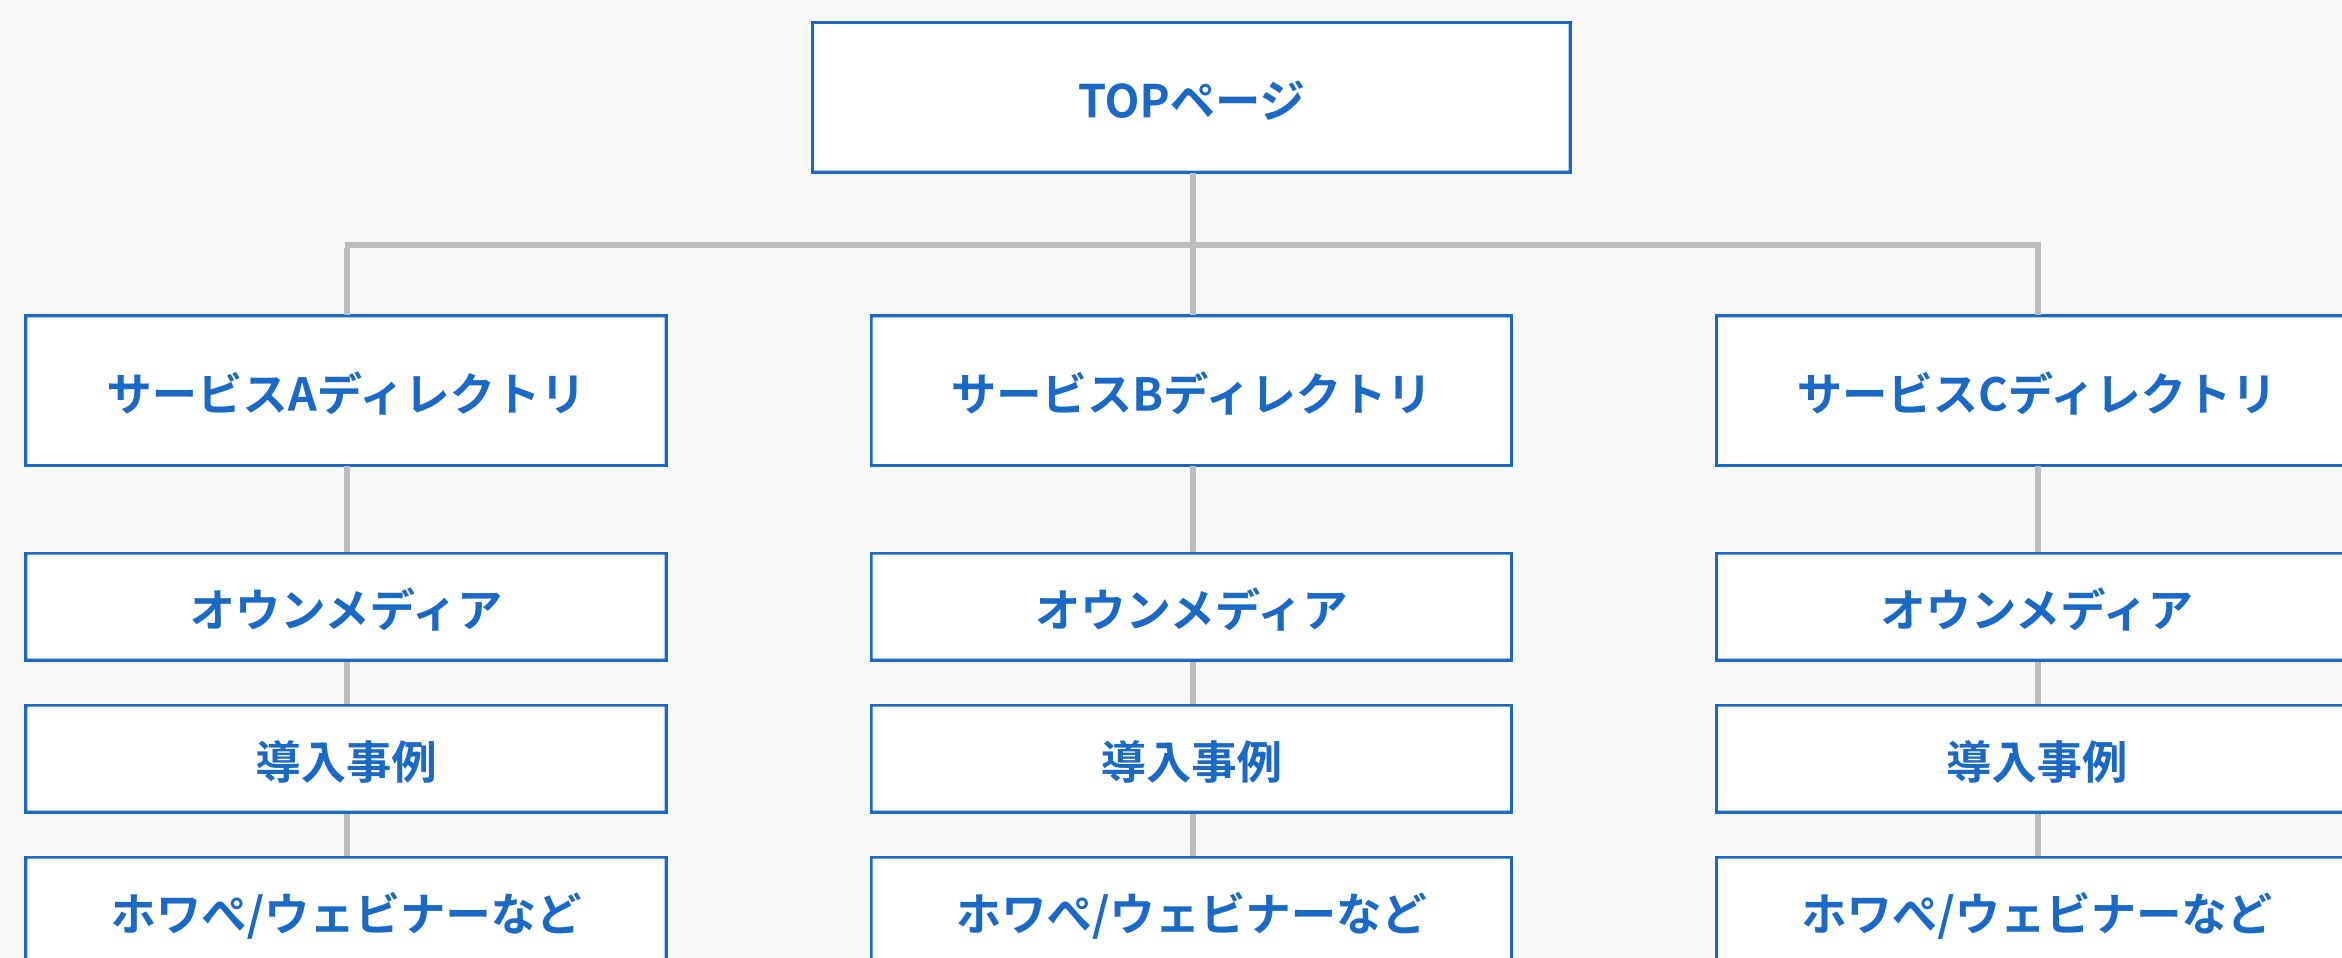 TOPページ
サービスAディレクトリ
サービスBディレクトリ
サービスCディレクトリ
オウンメディア
オウンメディア
オウンメディア
導入事例
導入事例
導入事例
ホワペ/ウェビナーなど
ホワペ/ウェビナーなど
ホワペ/ウェビナーなど